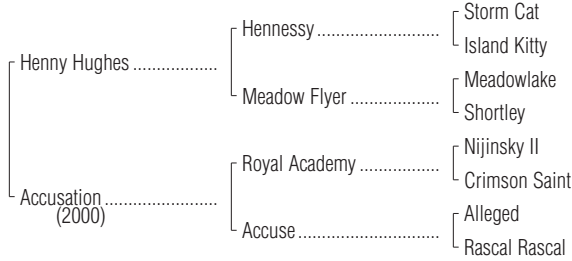 Storm Cat
Hennessy ........................................
Island Kitty
Henny Hughes ...................
Meadowlake
Meadow Flyer ..............................
Shortley
Nijinsky II
Royal Academy ..........................
Crimson Saint
Accusation .........................
(2000)
Alleged
Accuse ............................................
Rascal Rascal